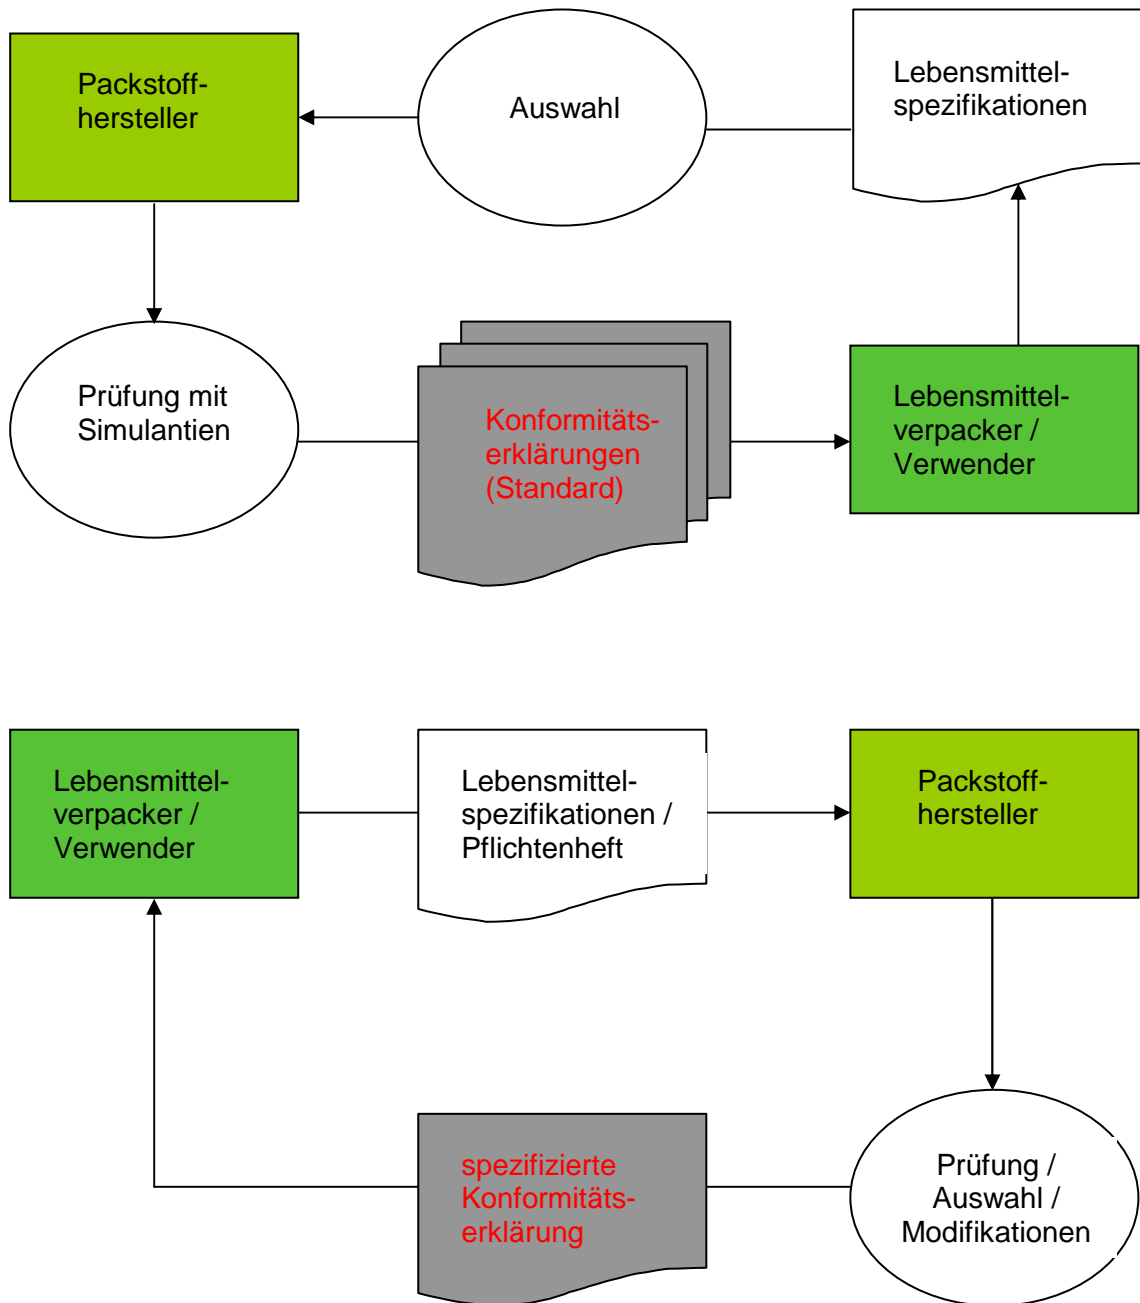 Packstoff-
hersteller
Auswahl
Lebensmittel-
spezifikationen
Prüfung mit
Simulantien
Konformitäts-
erklärungen
(Standard)
Lebensmittel-
verpacker /
Verwender
Lebensmittel-
verpacker /
Verwender
Lebensmittel-
spezifikationen /
Pflichtenheft
Packstoff-
hersteller
spezifizierte
Konformitäts-
erklärung
Prüfung /
Auswahl /
Modifikationen